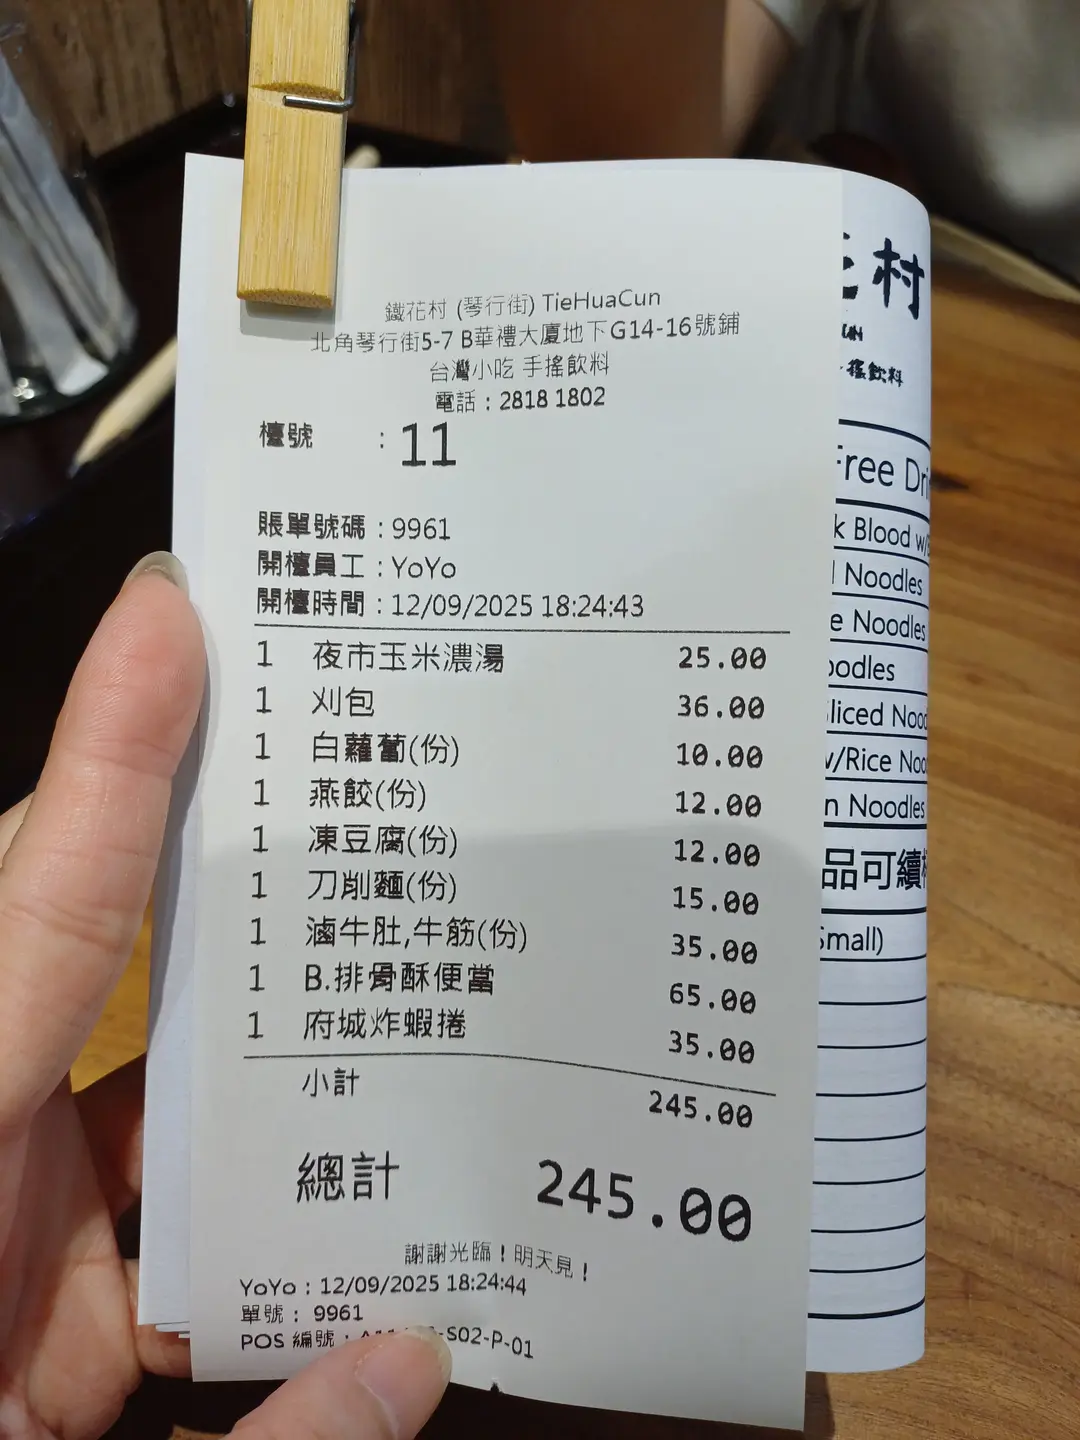 鐵花村 (琴行街) TieHuaCun
北角琴行街5-7 B華禮大廈地下G14-16號鋪
台灣小吃 手搖飲料
電話：2818 1802
檯號 : 11
賬單號碼 : 9961
開檯員工 : YoYo
開檯時間 : 12/09/2025 18:24:43
1 夜市玉米濃湯 25.00
1 刈包 36.00
1 白蘿蔔(份) 10.00
1 燕餃(份) 12.00
1 凍豆腐(份) 12.00
1 刀削麵(份) 15.00
1 滷牛肚,牛筋(份) 35.00
1 B.排骨酥便當 65.00
1 府城炸蝦捲 35.00
小計 245.00
總計 245.00
謝謝光臨！明天見！
YoYo : 12/09/2025 18:24:44
單號： 9961
POS 編號 : -S02-P-01
村
搖飲料
Free
Blood
Noodles
Noodles
Noodles
w/Rice
Noodles
品可續
Small)